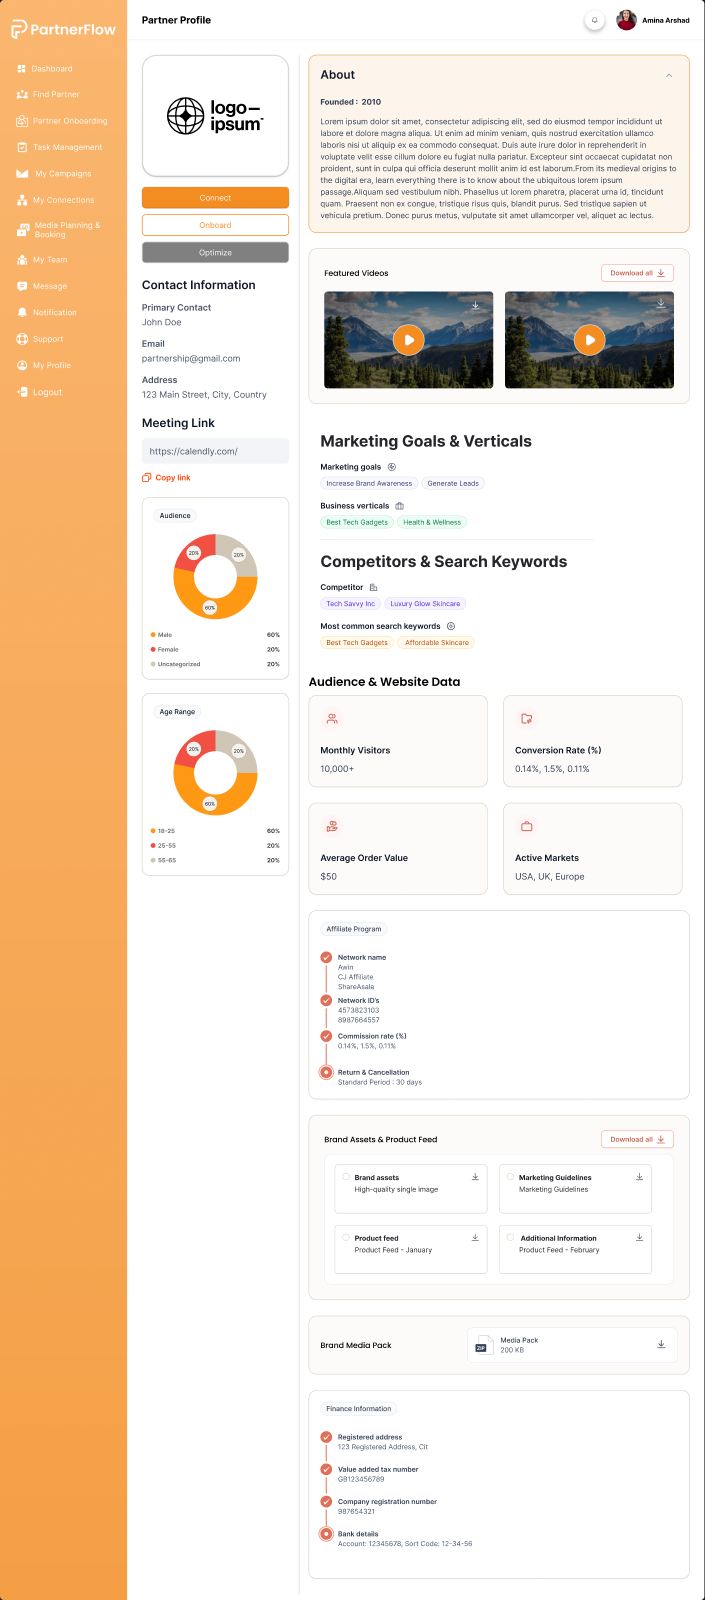 PartnerFlow
Dashboard
Find Partner
Partner Onboarding
Task Management
My Campaigns
My Connections
Media Planning &
Booking
My Team
Message
Notification
Support
My Profile
Logout
Partner Profile
Amina Arshad
logo—
ipsum
Connect
Onboard
Optimize
Contact Information
Primary Contact
John Doe
Email
partnership@gmail.com
Address
123 Main Street, City, Country
Meeting Link
https://calendly.com/
Copy link
Audience
20%
20%
60%
Male 60%
Female 20%
Uncategorized 20%
Age Range
20%
20%
60%
18-25 60%
25-55 20%
55-65 20%
About
Founded : 2010
Lorem ipsum dolor sit amet, consectetur adipiscing elit, sed do eiusmod tempor incididunt ut
labore et dolore magna aliqua. Ut enim ad minim veniam, quis nostrud exercitation ullamco
laboris nisi ut aliquip ex ea commodo consequat. Duis aute irure dolor in reprehenderit in
voluptate velit esse cillum dolore eu fugiat nulla pariatur. Excepteur sint occaecat cupidatat non
proident, sunt in culpa qui officia deserunt mollit anim id est laborum.From its medieval origins to
the digital era, learn everything there is to know about the ubiquitous lorem ipsum
passage.Aliquam sed vestibulum nibh. Phasellus ut lorem pharetra, placerat urna id, tincidunt
quam. Praesent non ex congue, tristique risus quis, blandit purus. Sed tristique sapien ut
vehicula pretium. Donec purus metus, vulputate sit amet ullamcorper vel, aliquet ac lectus.
Featured Videos
Download all
Marketing Goals & Verticals
Marketing goals
Increase Brand Awareness Generate Leads
Business verticals
Best Tech Gadgets Health & Wellness
Competitors & Search Keywords
Competitor
Tech Savvy Inc Luxury Glow Skincare
Most common search keywords
Best Tech Gadgets Affordable Skincare
Audience & Website Data
Monthly Visitors
10,000+
Conversion Rate (%)
0.14%, 1.5%, 0.11%
Average Order Value
$50
Active Markets
USA, UK, Europe
Affiliate Program
Network name
Awin
CJ Affiliate
ShareAsale
Network ID's
4573823103
8987664557
Commission rate (%)
0.14%, 1.5%, 0.11%
Return & Cancellation
Standard Period : 30 days
Brand Assets & Product Feed
Download all
Brand assets
High-quality single image
Marketing Guidelines
Marketing Guidelines
Product feed
Product Feed - January
Additional Information
Product Feed - February
Brand Media Pack
ZIP
Media Pack
200 KB
Finance Information
Registered address
123 Registered Address, Cit
Value added tax number
GB123456789
Company registration number
987654321
Bank details
Account: 12345678, Sort Code: 12-34-56